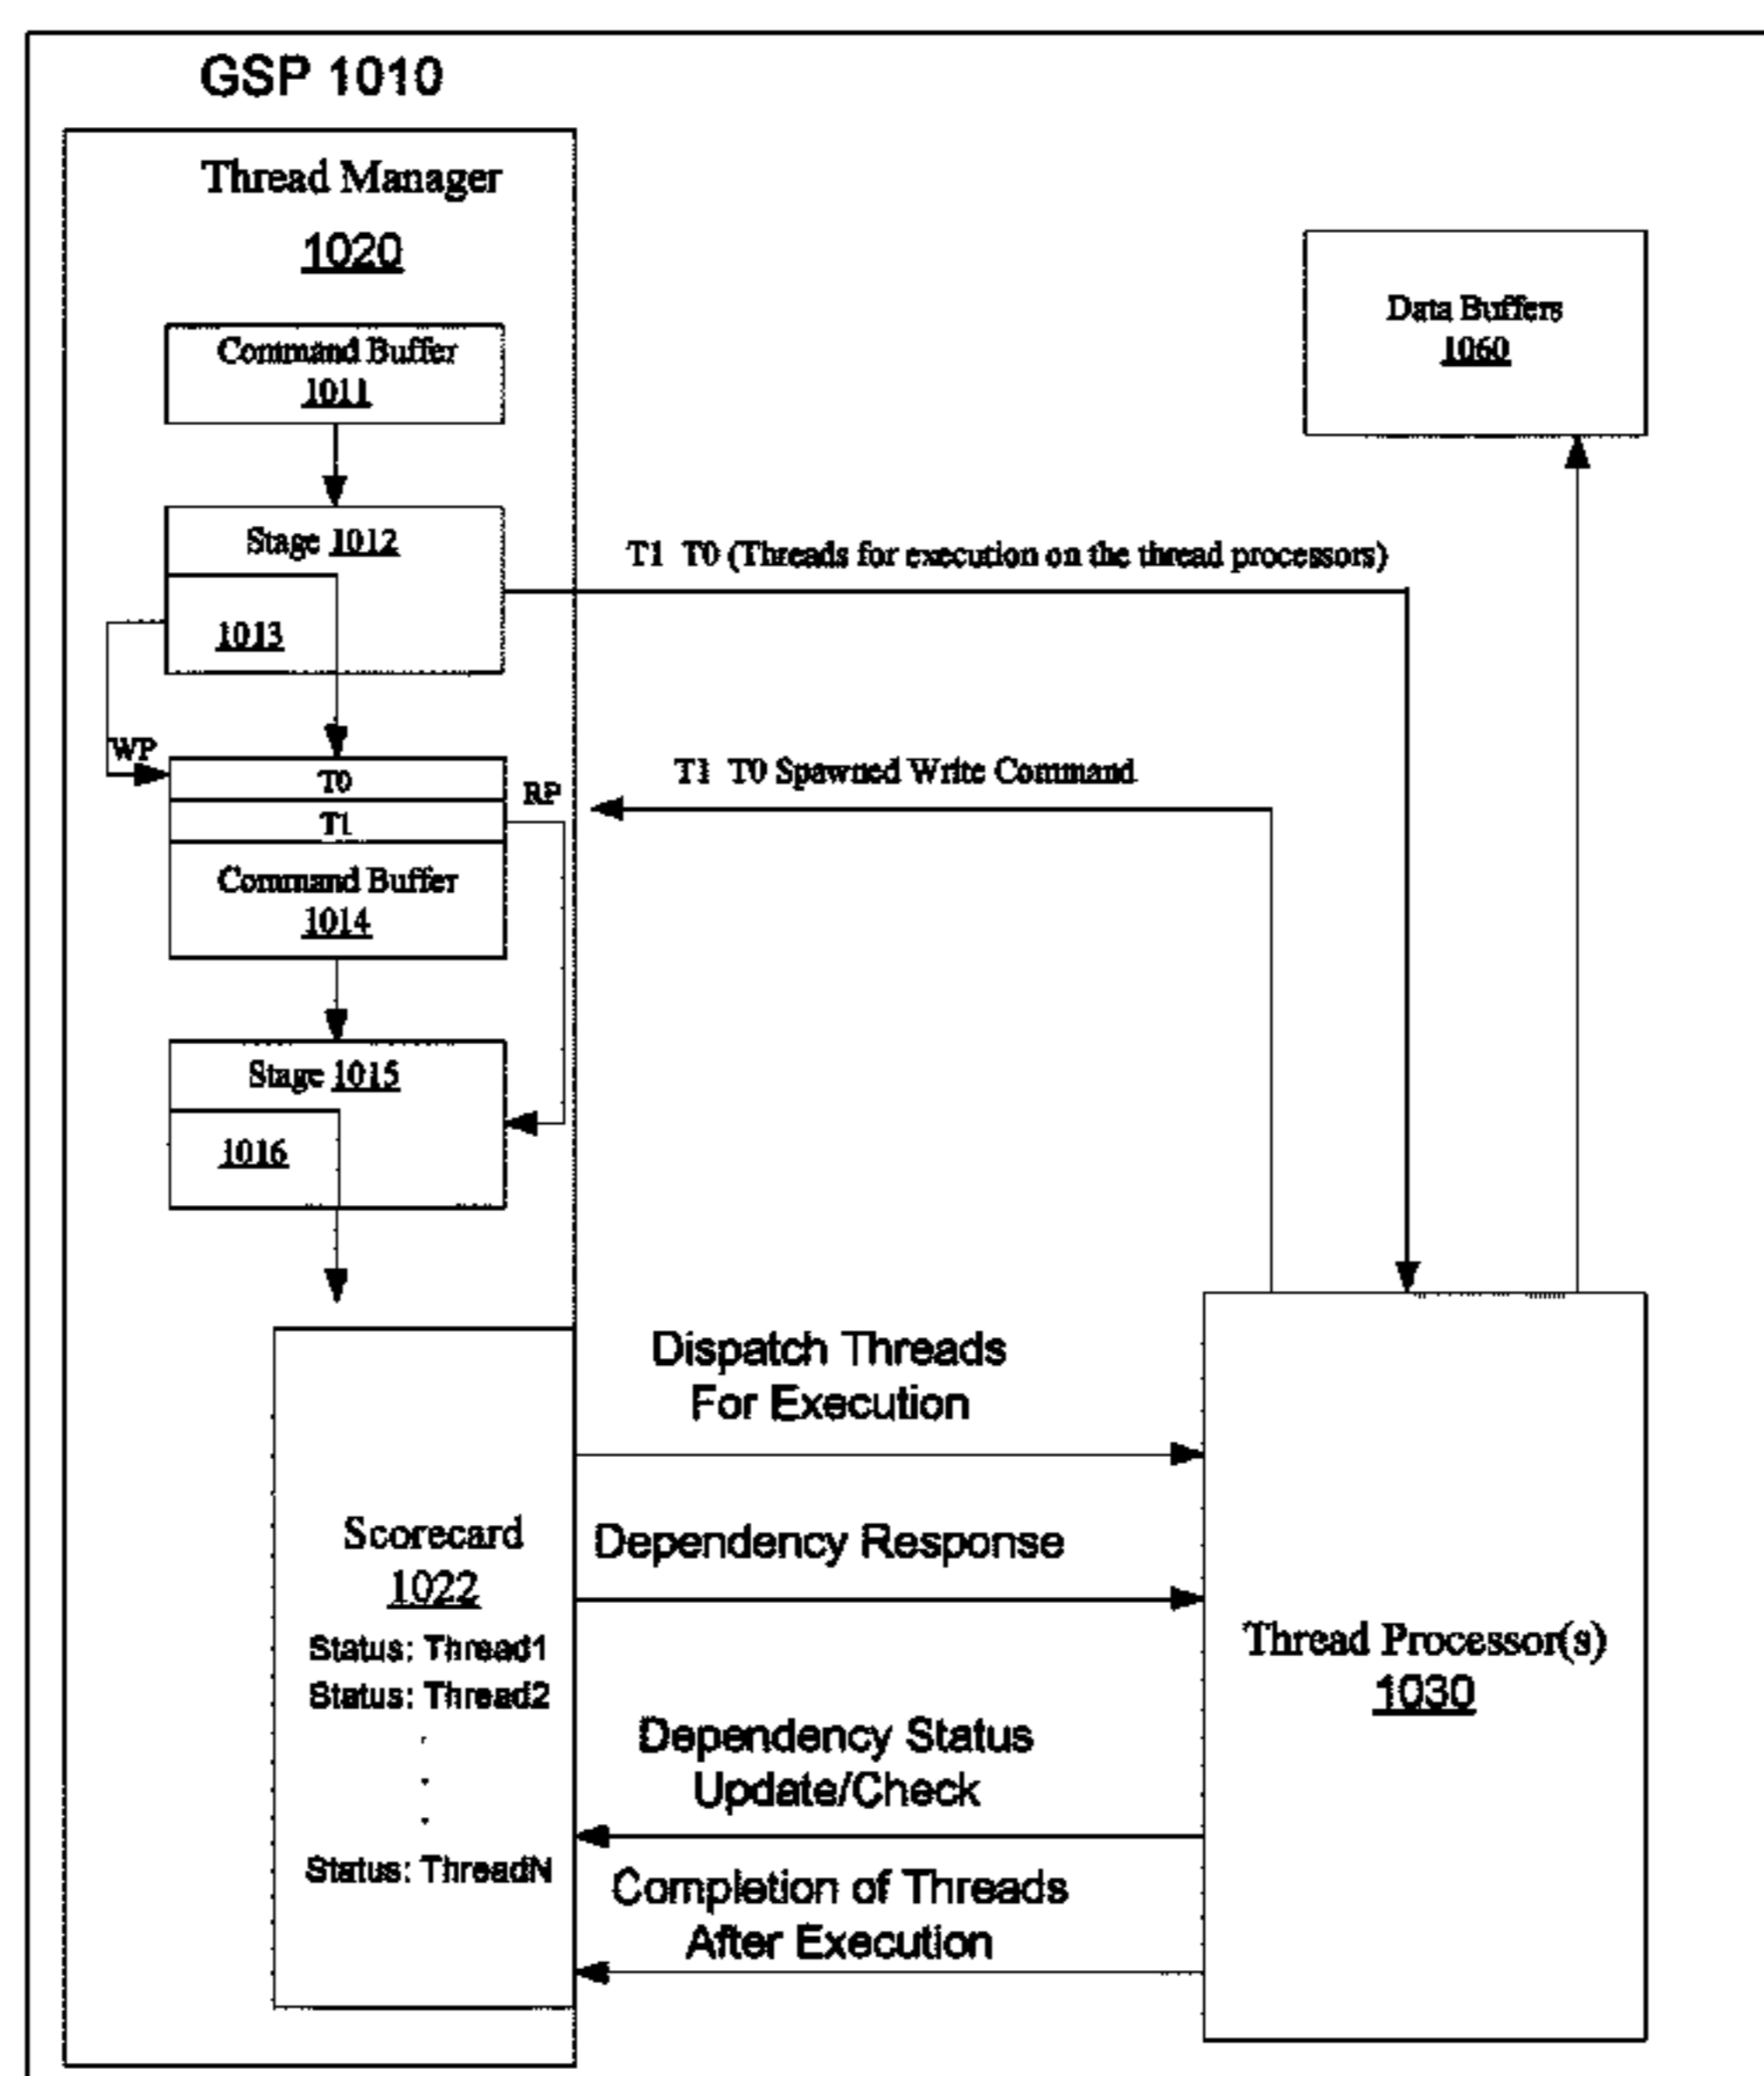 GSP 1010
Thread Manager
1020
Command Buffer
1011
Data Buffers
1060
Stage 1012
1013
T1 T0 (Threads for execution on the thread processors)
WP
T0
T1
RP
Command Buffer
1014
T1 T0 Spawned Write Command
Stage 1015
1016
Dispatch Threads
For Execution
Dependency Response
Scorecard
1022
Status: Thread1
Status: Thread2
.
.
.
Status: ThreadN
Dependency Status
Update/Check
Completion of Threads
After Execution
Thread Processor(s)
1030